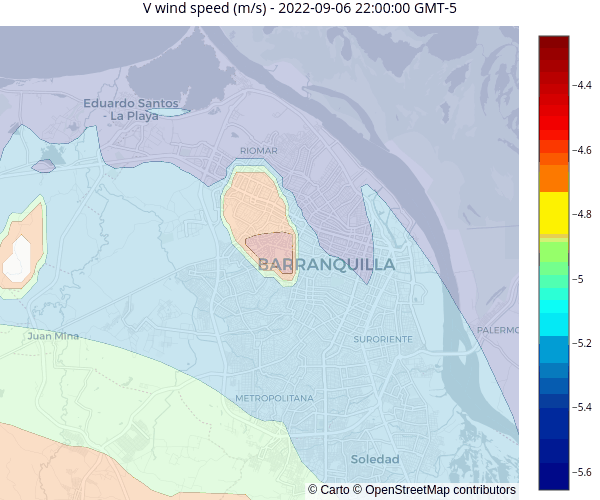 V wind speed (m/s) - 2022-09-06 22:00:00 GMT-5
Eduardo Santos
- La Playa
RIOMAR
BARRANQUILLA
Juan Mina
SURORIENTE
PALERMO
METROPOLITANA
Soledad
© Carto © OpenStreetMap contributors
−4.4
−4.6
−4.8
−5
−5.2
−5.4
−5.6